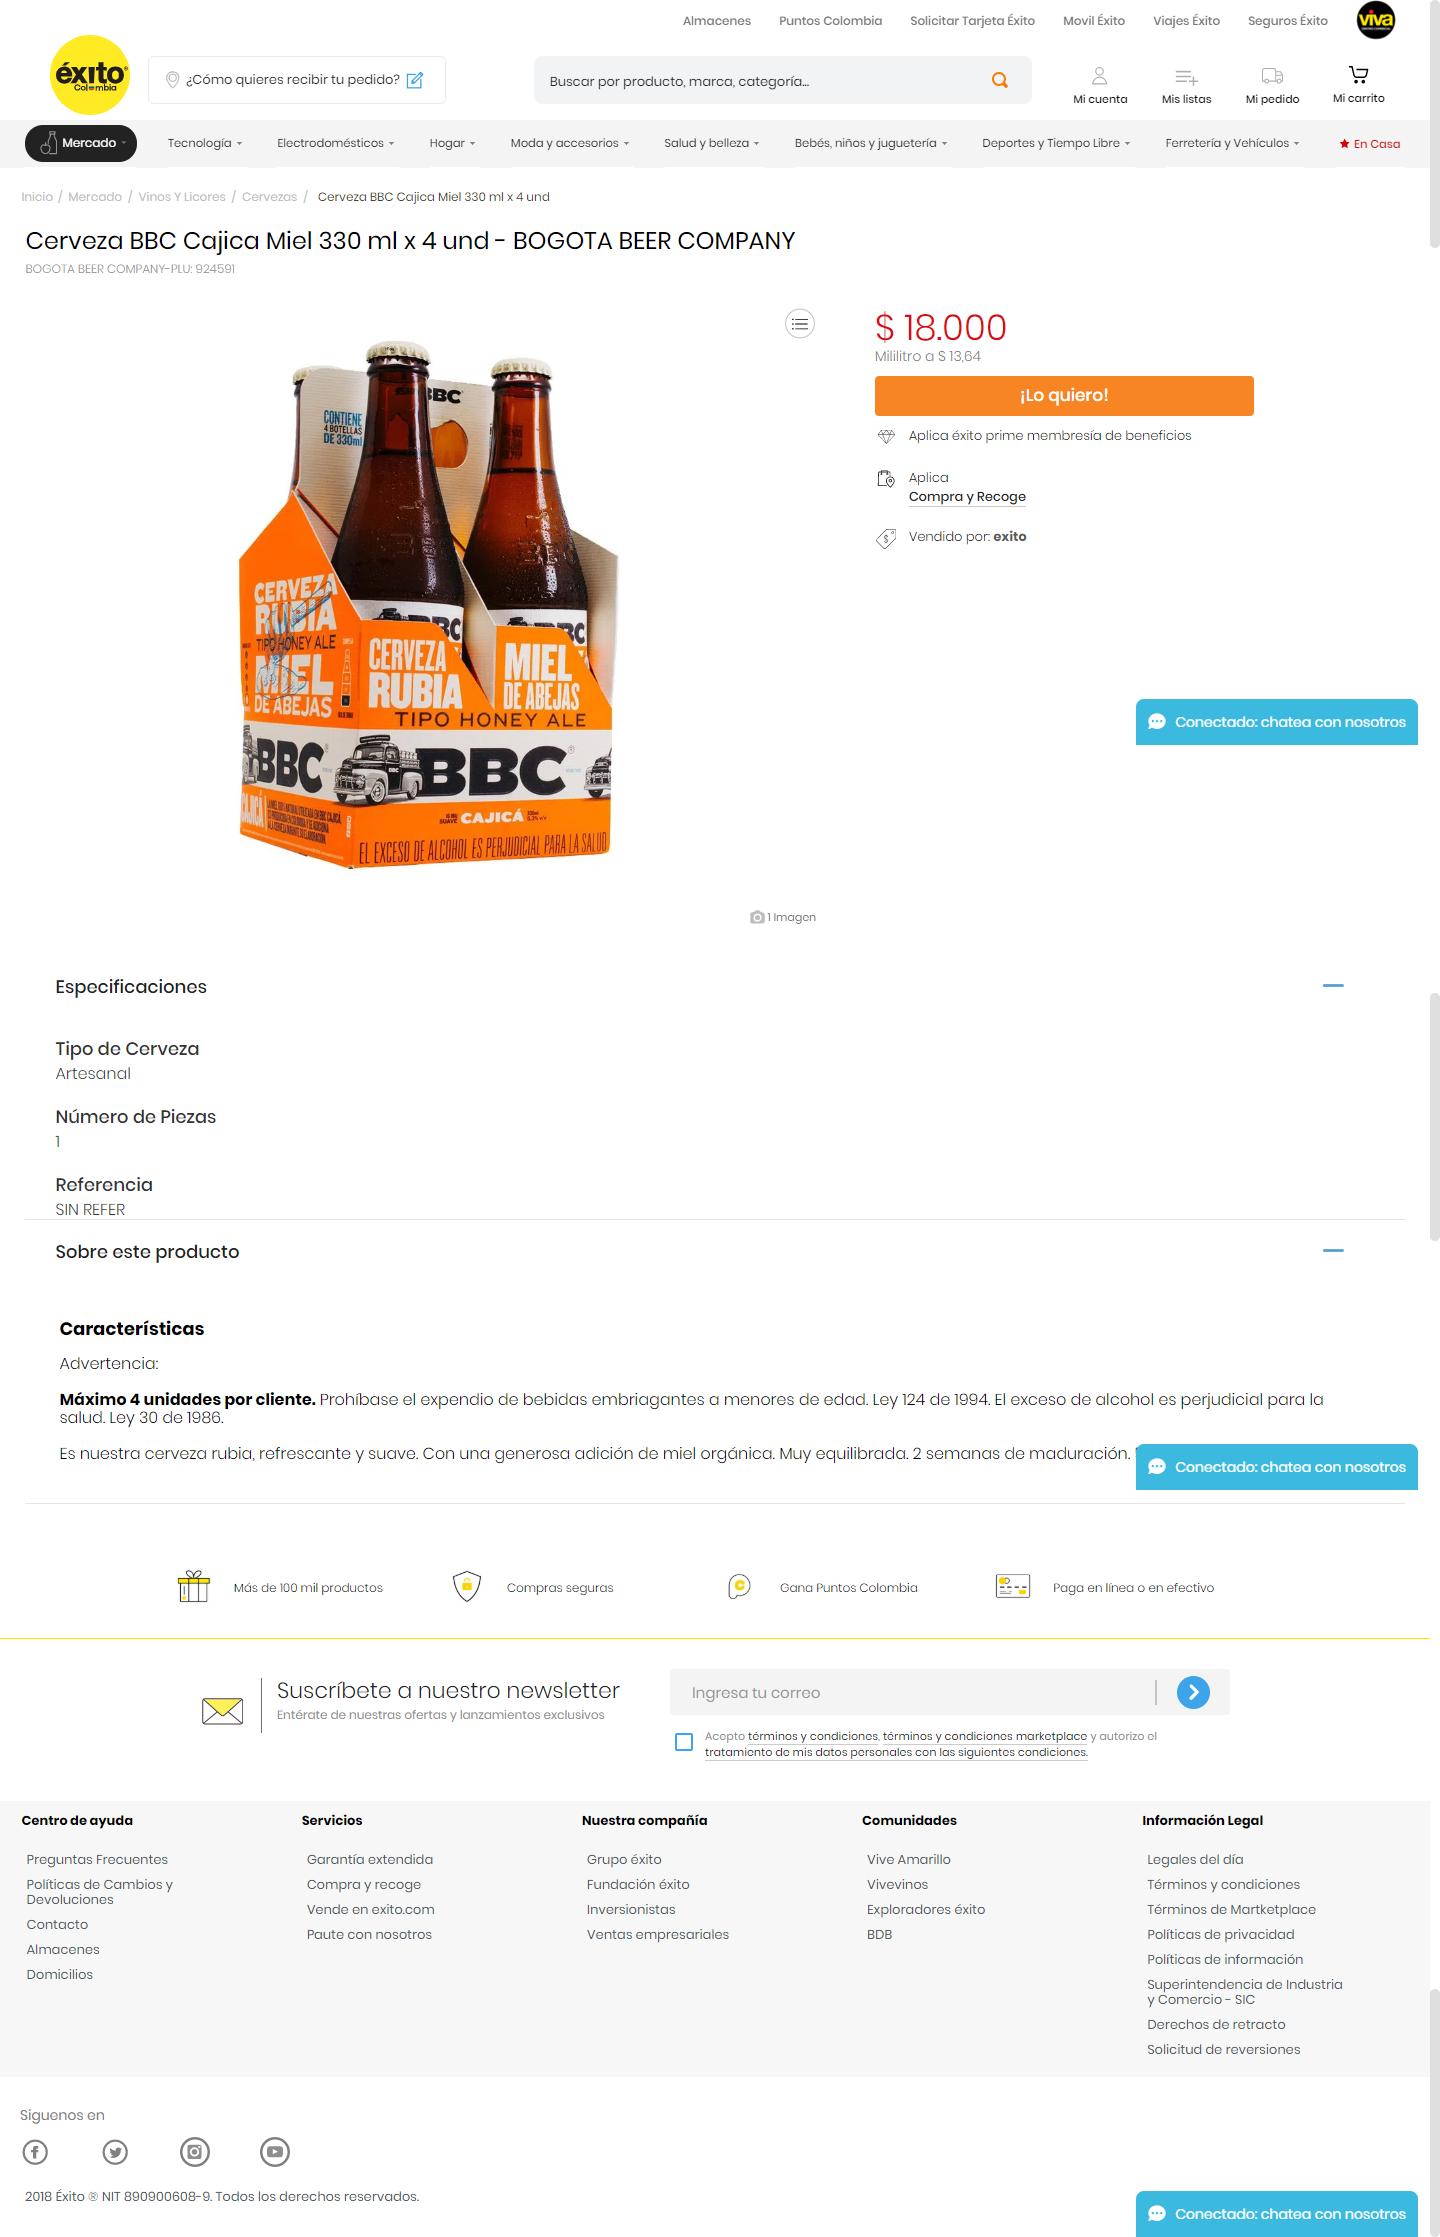 Almacenes Puntos Colombia Solicitar Tarjeta Éxito Movil Éxito Viajes Éxito Seguros Éxito viva
éxito
Colombia
¿Cómo quieres recibir tu pedido?
Buscar por producto, marca, categoría...
Mi cuenta Mis listas Mi pedido Mi carrito
Mercado Tecnología Electrodomésticos Hogar Moda y accesorios Salud y belleza Bebés, niños y juguetería Deportes y Tiempo Libre Ferretería y Vehículos En Casa
Inicio / Mercado / Vinos Y Licores / Cervezas / Cerveza BBC Cajica Miel 330 ml x 4 und
Cerveza BBC Cajica Miel 330 ml x 4 und - BOGOTA BEER COMPANY
BOGOTA BEER COMPANY-PLU: 924591
BBC
CONTIENE
4 BOTELLAS
DE 330ml
CERVEZA
RUBIA
TIPO HONEY ALE
MIEL
DE ABEJAS
BBC
CAJICÁ
BBC
BBC
CERVEZA
RUBIA
MIEL
DE ABEJAS
TIPO HONEY ALE
BBC
BBC
SUAVE CAJICÁ
EL EXCESO DE ALCOHOL ES PERJUDICIAL PARA LA SALUD
1 Imagen
$ 18.000
Mililitro a $ 13,64
¡Lo quiero!
Aplica éxito prime membresía de beneficios
Aplica
Compra y Recoge
Vendido por: exito
Conectado: chatea con nosotros
Especificaciones
Tipo de Cerveza
Artesanal
Número de Piezas
1
Referencia
SIN REFER
Sobre este producto
Características
Advertencia:
Máximo 4 unidades por cliente. Prohíbase el expendio de bebidas embriagantes a menores de edad. Ley 124 de 1994. El exceso de alcohol es perjudicial para la
salud. Ley 30 de 1986.
Es nuestra cerveza rubia, refrescante y suave. Con una generosa adición de miel orgánica. Muy equilibrada. 2 semanas de maduración.
Conectado: chatea con nosotros
Más de 100 mil productos Compras seguras Gana Puntos Colombia Paga en línea o en efectivo
Suscríbete a nuestro newsletter
Entérate de nuestras ofertas y lanzamientos exclusivos
Ingresa tu correo
Acepto términos y condiciones, términos y condiciones marketplace y autorizo el
tratamiento de mis datos personales con las siguientes condiciones.
Centro de ayuda
Preguntas Frecuentes
Políticas de Cambios y
Devoluciones
Contacto
Almacenes
Domicilios
Servicios
Garantía extendida
Compra y recoge
Vende en exito.com
Paute con nosotros
Nuestra compañía
Grupo éxito
Fundación éxito
Inversionistas
Ventas empresariales
Comunidades
Vive Amarillo
Vivevinos
Exploradores éxito
BDB
Información Legal
Legales del día
Términos y condiciones
Términos de Martketplace
Políticas de privacidad
Políticas de información
Superintendencia de Industria
y Comercio - SIC
Derechos de retracto
Solicitud de reversiones
Siguenos en
2018 Éxito ® NIT 890900608-9. Todos los derechos reservados.
Conectado: chatea con nosotros